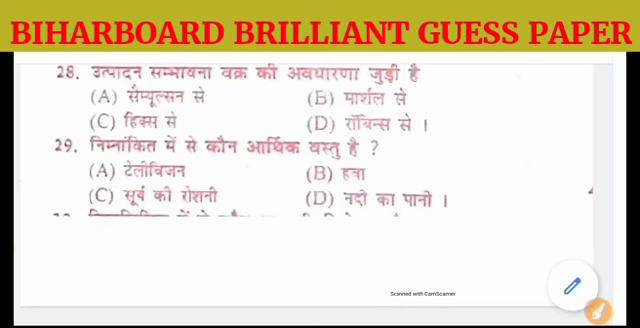 BIHARBOARD BRILLIANT GUESS PAPER
28. उत्पादन सम्भावना वक्र की अवधारणा जुड़ी है
(A) सैम्यूल्सन से (B) मार्शल से
(C) हिक्स से (D) रॉबिन्स से ।
29. निम्नांकित में से कौन आर्थिक वस्तु है ?
(A) टेलीविजन (B) हवा
(C) सूर्य की रोशनी (D) नदी का पानी ।
Scanned with CamScanner